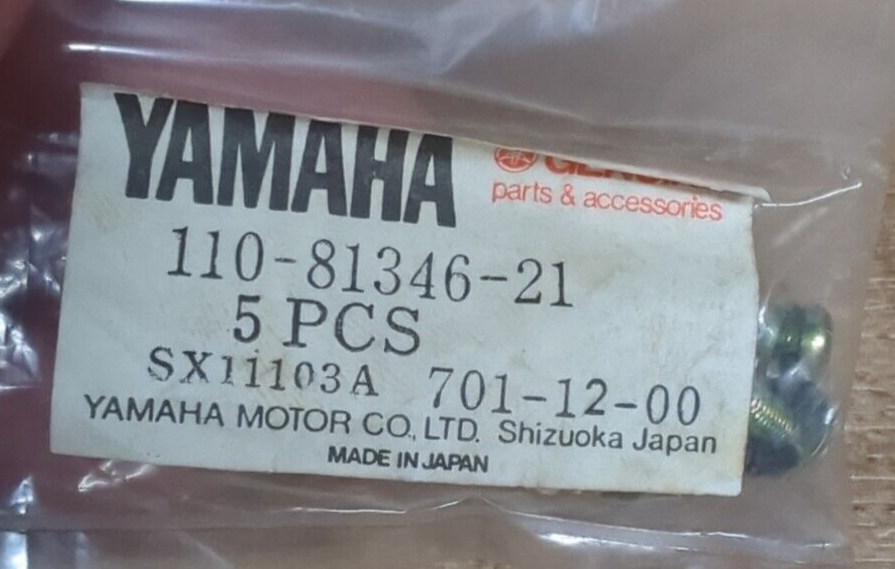 YAMAHA
parts & accessories
110-81346-21
5 PCS
SX11103A 701-12-00
YAMAHA MOTOR CO., LTD. Shizuoka Japan
MADE IN JAPAN